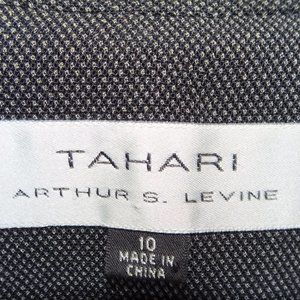 TAHARI
ARTHUR S. LEVINE
10
MADE IN
CHINA